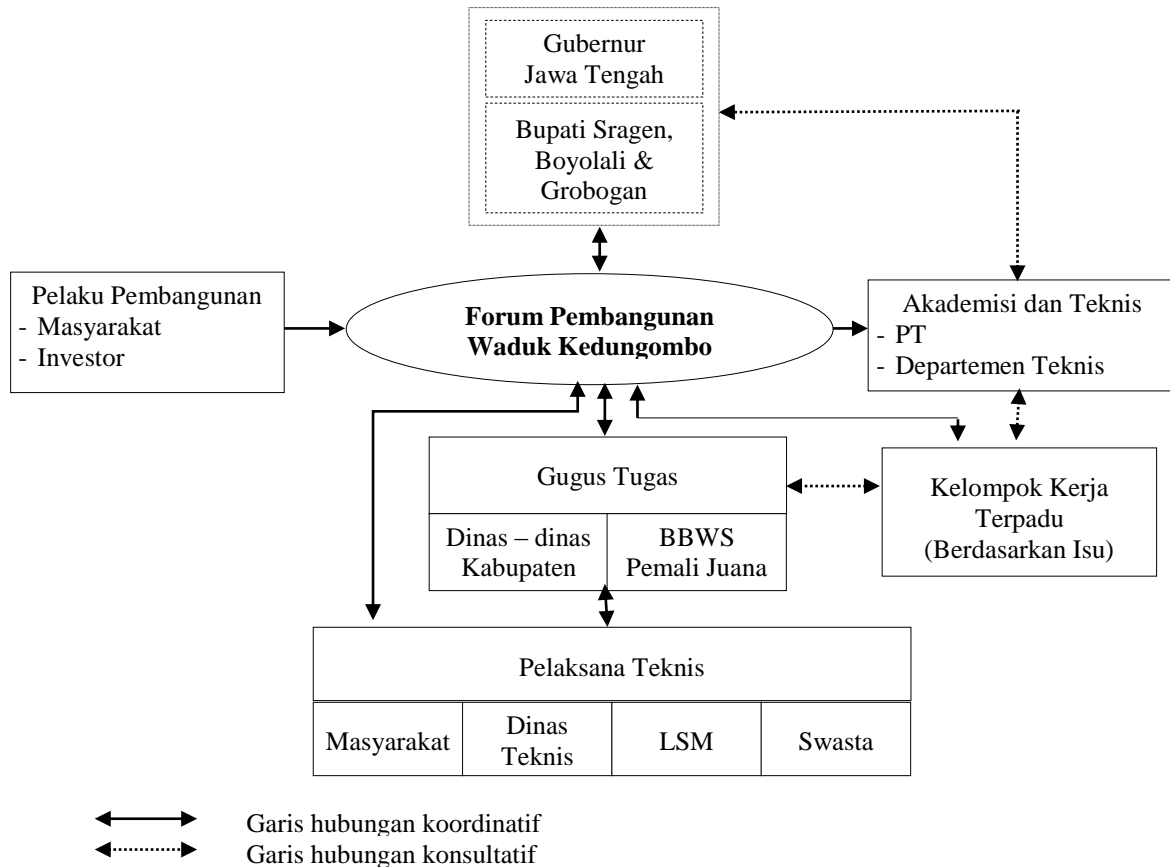 Gubernur
Jawa Tengah
Bupati Sragen,
Boyolali &
Grobogan
Pelaku Pembangunan
- Masyarakat
- Investor
Forum Pembangunan
Waduk Kedungombo
Akademisi dan Teknis
- PT
- Departemen Teknis
Gugus Tugas
Dinas – dinas
Kabupaten
BBWS
Pemali Juana
Kelompok Kerja
Terpadu
(Berdasarkan Isu)
Pelaksana Teknis
Masyarakat
Dinas
Teknis
LSM
Swasta
Garis hubungan koordinatif
Garis hubungan konsultatif